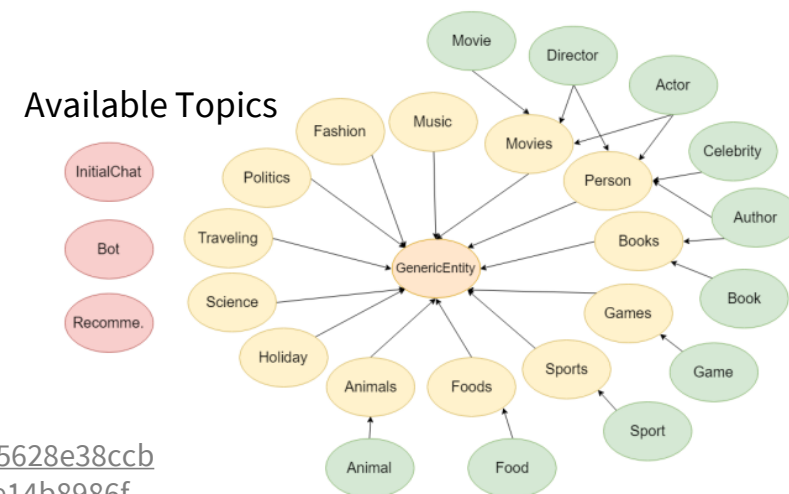 Available Topics
InitialChat
Bot
Recomme.
Movie
Director
Actor
Music
Fashion
Movies
Celebrity
Politics
Person
Author
Traveling
Books
GenericEntity
Science
Book
Games
Holiday
Game
Sports
Animals
Foods
Sport
Animal
Food
5628e38ccb
e14b8986f